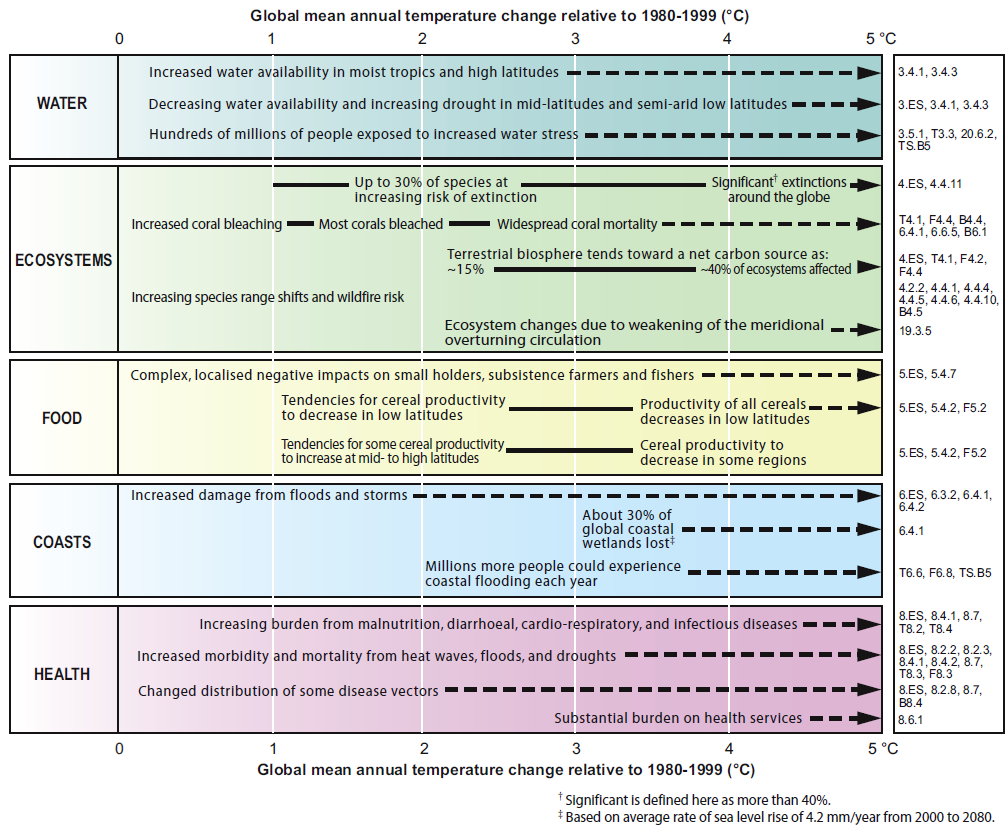 Global mean annual temperature change relative to 1980-1999 (°C)
0 1 2 3 4 5 °C
WATER
Increased water availability in moist tropics and high latitudes
3.4.1, 3.4.3
Decreasing water availability and increasing drought in mid-latitudes and semi-arid low latitudes
3.ES, 3.4.1, 3.4.3
Hundreds of millions of people exposed to increased water stress
3.5.1, T3.3, 20.6.2,
TS.B5
ECOSYSTEMS
Up to 30% of species at
increasing risk of extinction
Significant† extinctions
around the globe
4.ES, 4.4.11
Increased coral bleaching
Most corals bleached
Widespread coral mortality
T4.1, F4.4, B4.4,
6.4.1, 6.6.5, B6.1
Terrestrial biosphere tends toward a net carbon source as:
~15%
~40% of ecosystems affected
4.ES, T4.1, F4.2,
F4.4
Increasing species range shifts and wildfire risk
4.2.2, 4.4.1, 4.4.4,
4.4.5, 4.4.6, 4.4.10,
B4.5
Ecosystem changes due to weakening of the meridional
overturning circulation
19.3.5
FOOD
Complex, localised negative impacts on small holders, subsistence farmers and fishers
5.ES, 5.4.7
Tendencies for cereal productivity
to decrease in low latitudes
Productivity of all cereals
decreases in low latitudes
5.ES, 5.4.2, F5.2
Tendencies for some cereal productivity
to increase at mid- to high latitudes
Cereal productivity to
decrease in some regions
5.ES, 5.4.2, F5.2
COASTS
Increased damage from floods and storms
6.ES, 6.3.2, 6.4.1,
6.4.2
About 30% of
global coastal
wetlands lost‡
6.4.1
Millions more people could experience
coastal flooding each year
T6.6, F6.8, TS.B5
HEALTH
Increasing burden from malnutrition, diarrhoeal, cardio-respiratory, and infectious diseases
8.ES, 8.4.1, 8.7,
T8.2, T8.4
Increased morbidity and mortality from heat waves, floods, and droughts
8.ES, 8.2.2, 8.2.3,
8.4.1, 8.4.2, 8.7,
T8.3, F8.3
Changed distribution of some disease vectors
8.ES, 8.2.8, 8.7,
B8.4
Substantial burden on health services
8.6.1
0 1 2 3 4 5 °C
Global mean annual temperature change relative to 1980-1999 (°C)
† Significant is defined here as more than 40%.
‡ Based on average rate of sea level rise of 4.2 mm/year from 2000 to 2080.